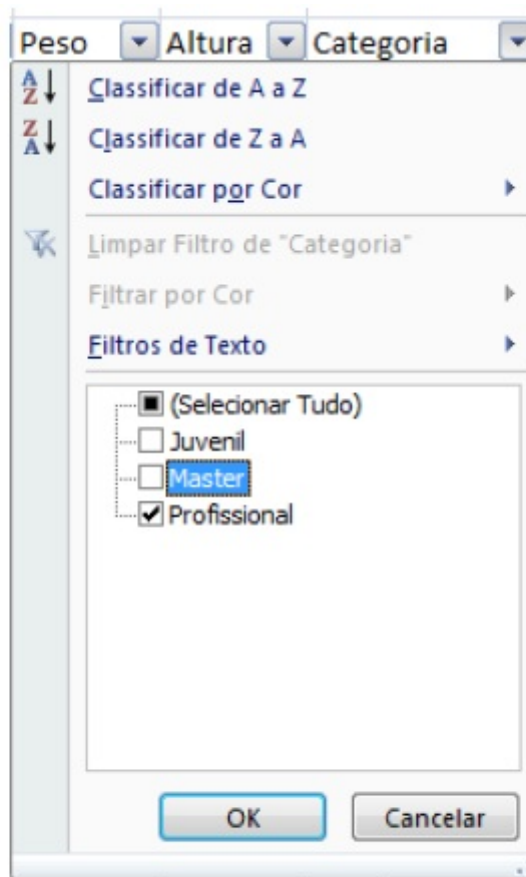 Peso Altura Categoria
Classificar de A a Z
Classificar de Z a A
Classificar por Cor
Limpar Filtro de "Categoria"
Filtrar por Cor
Filtros de Texto
(Selecionar Tudo)
Juvenil
Master
Profissional
OK Cancelar